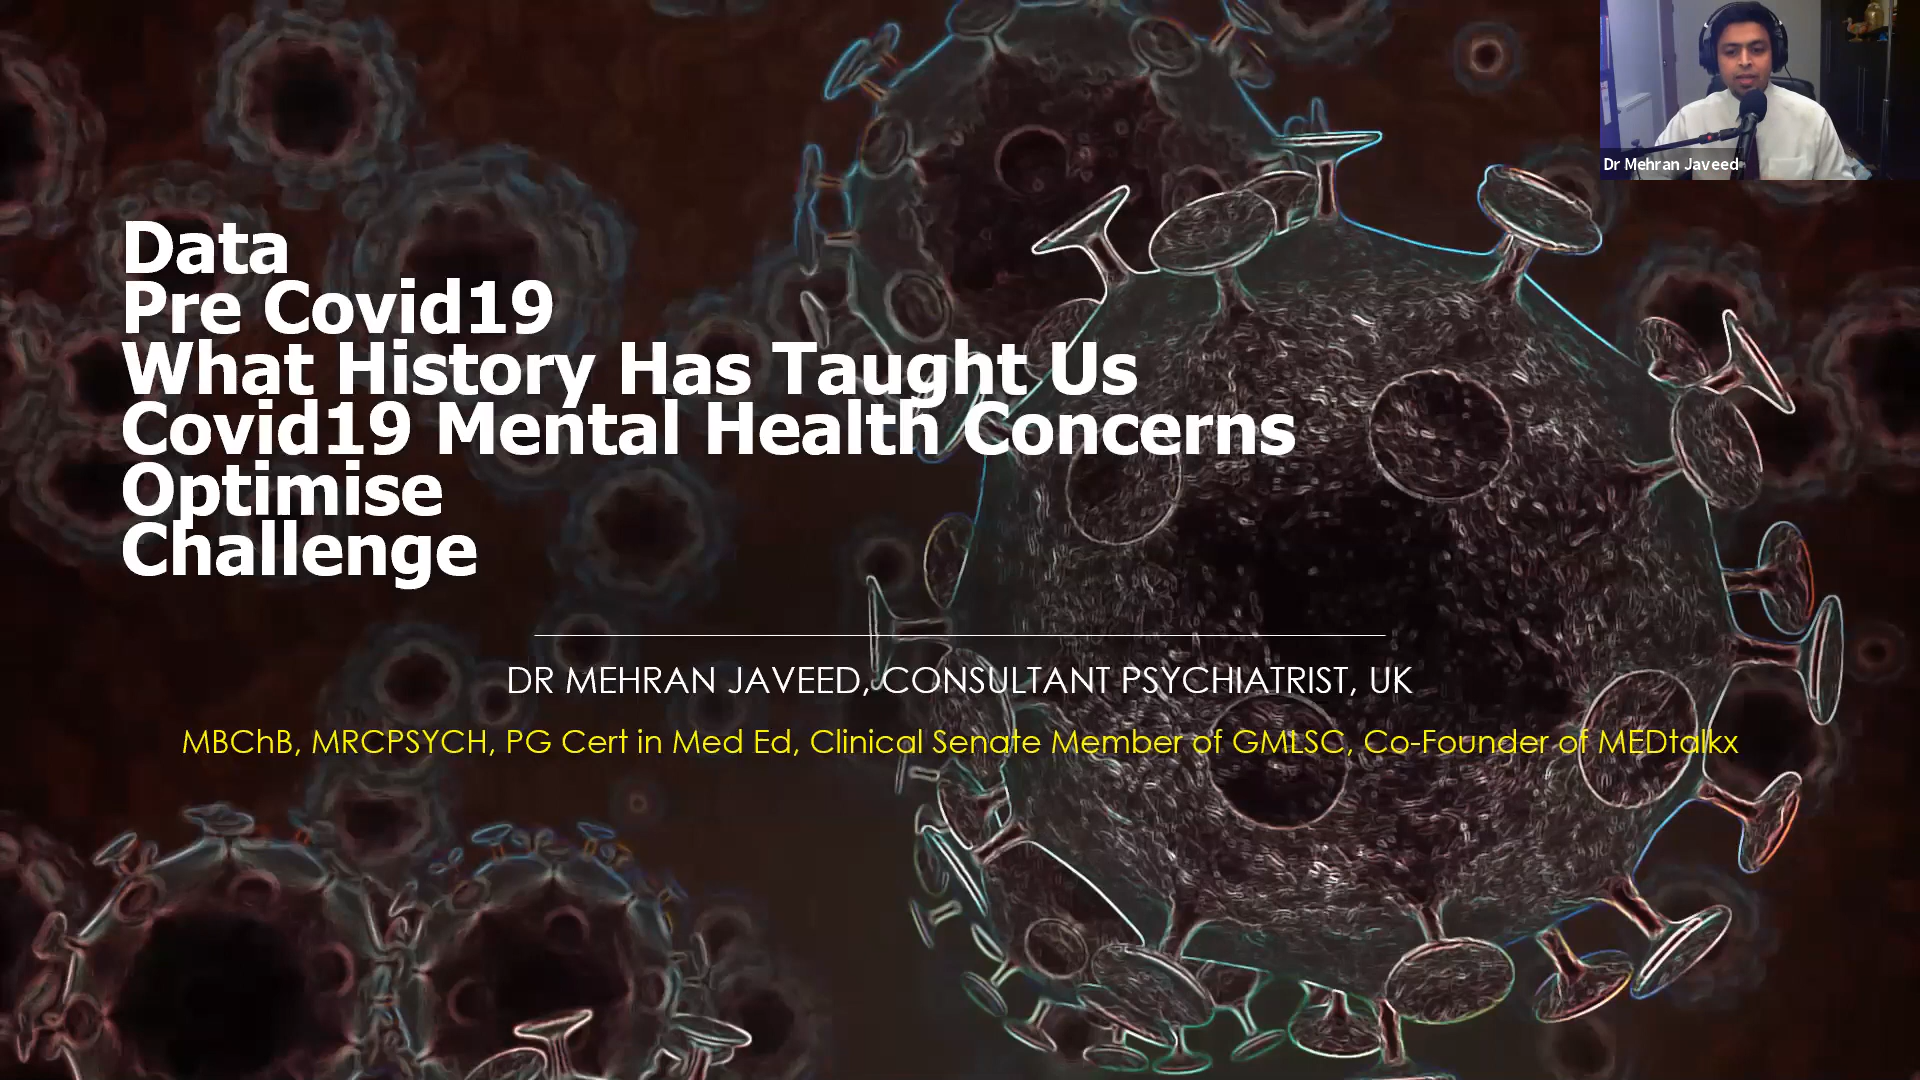 Dr Mehran Javeed
Data
Pre Covid19
What History Has Taught Us
Covid19 Mental Health Concerns
Optimise
Challenge
DR MEHRAN JAVEED, CONSULTANT PSYCHIATRIST, UK
MBChB, MRCPSYCH, PG Cert in Med Ed, Clinical Senate Member of GMLSC, Co-Founder of MEDtalkx